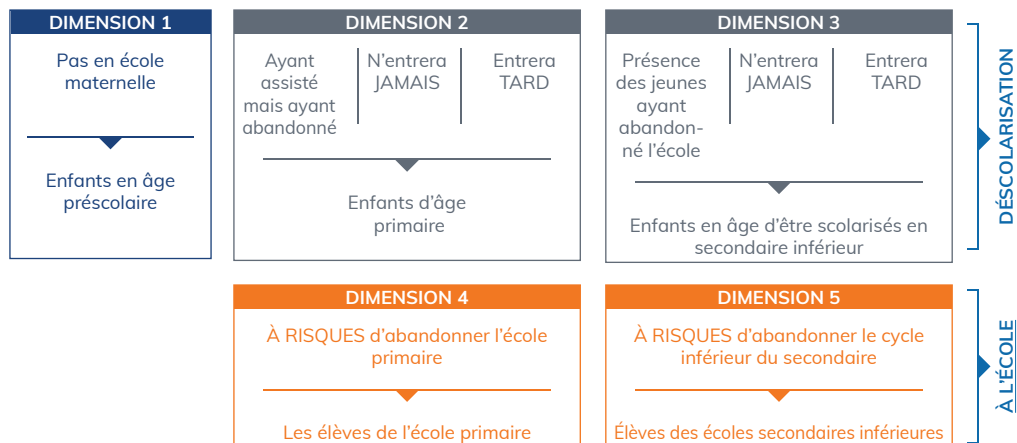 DIMENSION 1
Pas en école
maternelle
Enfants en âge
préscolaire
DIMENSION 2
Ayant
assisté
mais ayant
abandonné
N’entrera
JAMAIS
Entrera
TARD
Enfants d’âge
primaire
DIMENSION 3
Présence
des jeunes
ayant
abandon-
né l’école
N’entrera
JAMAIS
Entrera
TARD
Enfants en âge d’être scolarisés en
secondaire inférieur
DÉSCOLARISATION
DIMENSION 4
À RISQUES d’abandonner l’école
primaire
Les élèves de l’école primaire
DIMENSION 5
À RISQUES d’abandonner le cycle
inférieur du secondaire
Élèves des écoles secondaires inférieures
À L’ÉCOLE